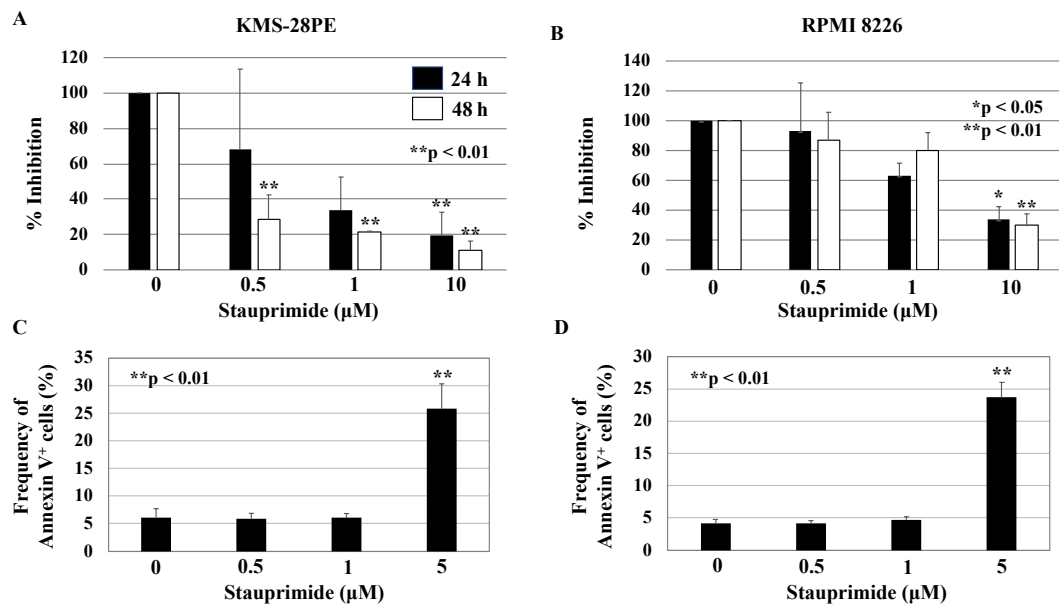 A
KMS-28PE
% Inhibition
120
100
80
60
40
20
0
24 h
48 h
**p < 0.01
**
**
**
**
0 0.5 1 10
Stauprimide (µM)
B
RPMI 8226
% Inhibition
140
120
100
80
60
40
20
0
*p < 0.05
**p < 0.01
*
**
0 0.5 1 10
Stauprimide (µM)
C
Frequency of
Annexin V⁺ cells (%)
35
30
25
20
15
10
5
0
**p < 0.01
**
0 0.5 1 5
Stauprimide (µM)
D
Frequency of
Annexin V⁺ cells (%)
30
25
20
15
10
5
0
**p < 0.01
**
0 0.5 1 5
Stauprimide (µM)